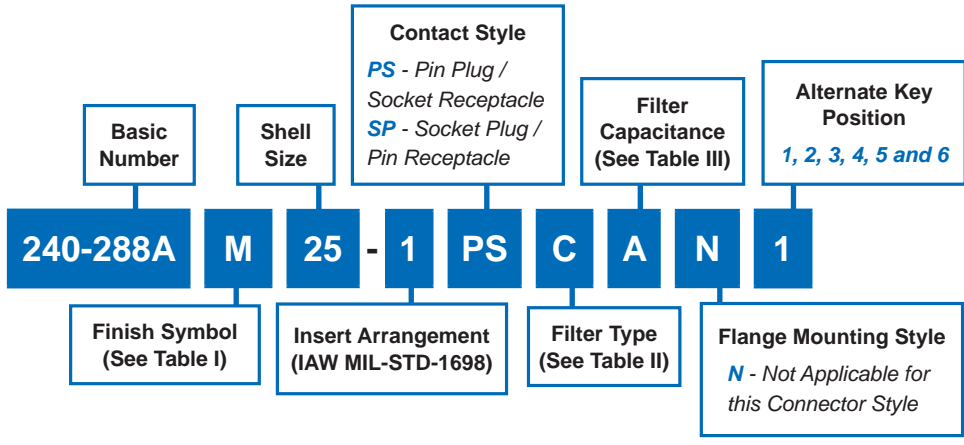 Contact Style
PS - Pin Plug /
Socket Receptacle
SP - Socket Plug /
Pin Receptacle
Basic
Number
Shell
Size
Filter
Capacitance
(See Table III)
Alternate Key
Position
1, 2, 3, 4, 5 and 6
240-288A M 25 - 1 PS C A N 1
Finish Symbol
(See Table I)
Insert Arrangement
(IAW MIL-STD-1698)
Filter Type
(See Table II)
Flange Mounting Style
N - Not Applicable for
this Connector Style